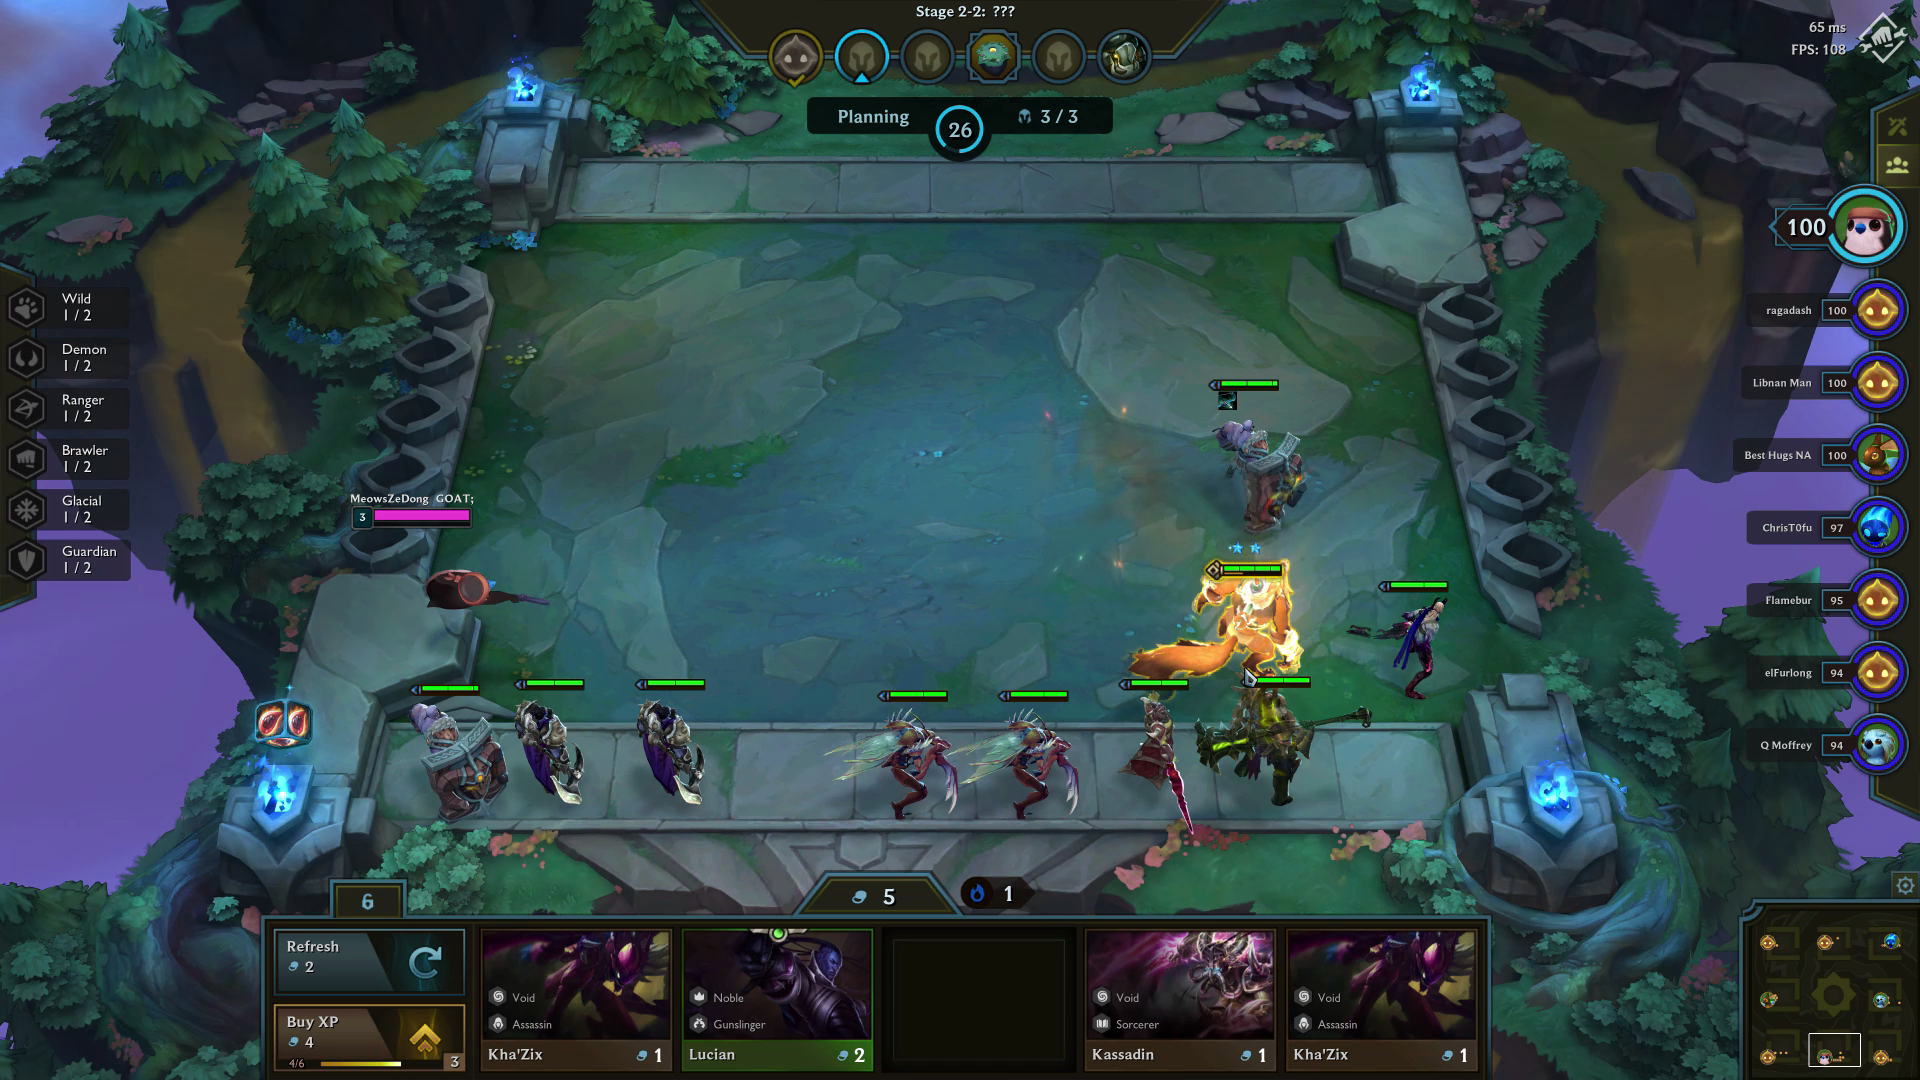 Stage 2-2: ???
65 ms
FPS: 108
Planning
26
3 / 3
100
Wild
1 / 2
Demon
1 / 2
Ranger
1 / 2
Brawler
1 / 2
Glacial
1 / 2
Guardian
1 / 2
ragadash 100
Libnan Man 100
Best Hugs NA 100
ChrisT0fu 97
Flamebur 95
elFurlong 94
Q Moffrey 94
MeowsZeDong GOAT;
3
6
5
1
Refresh
2
Buy XP
4
4/6
3
Void
Assassin
Kha'Zix 1
Noble
Gunslinger
Lucian 2
Void
Sorcerer
Kassadin 1
Void
Assassin
Kha'Zix 1